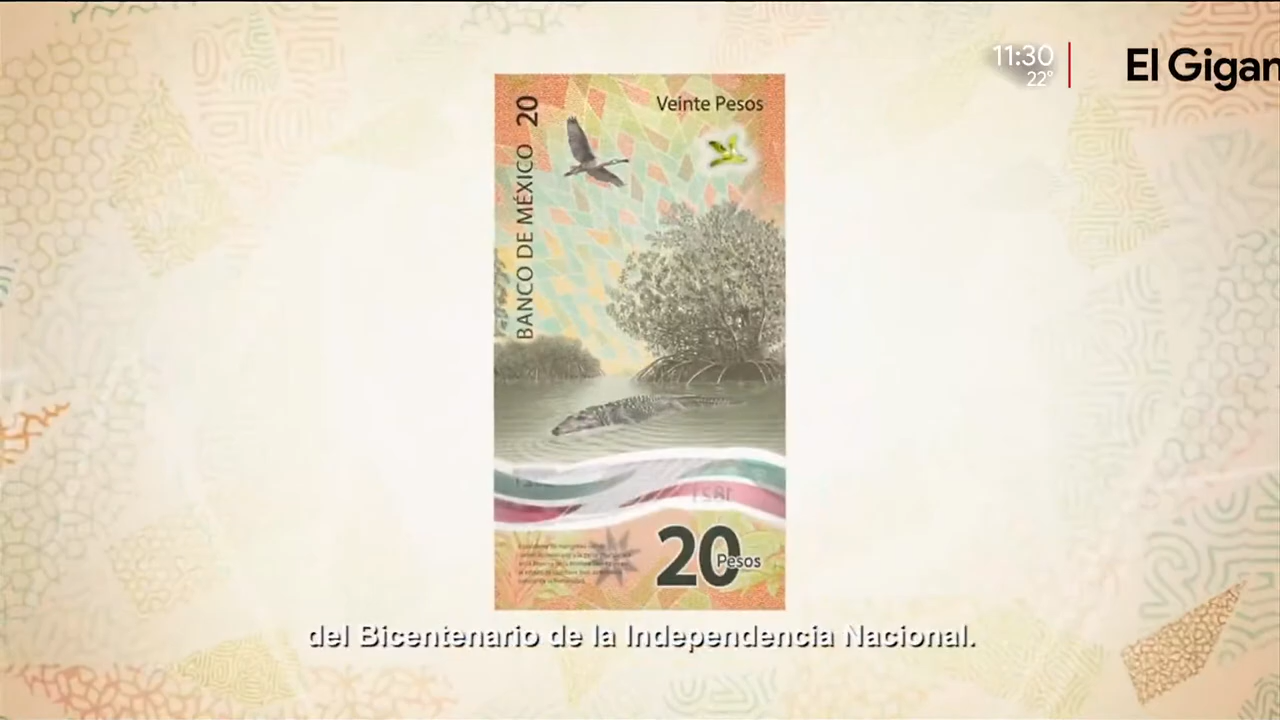 11:30
22°
El Gigan
Veinte Pesos
BANCO DE MÉXICO 20
1821
20
Pesos
del Bicentenario de la Independencia Nacional.